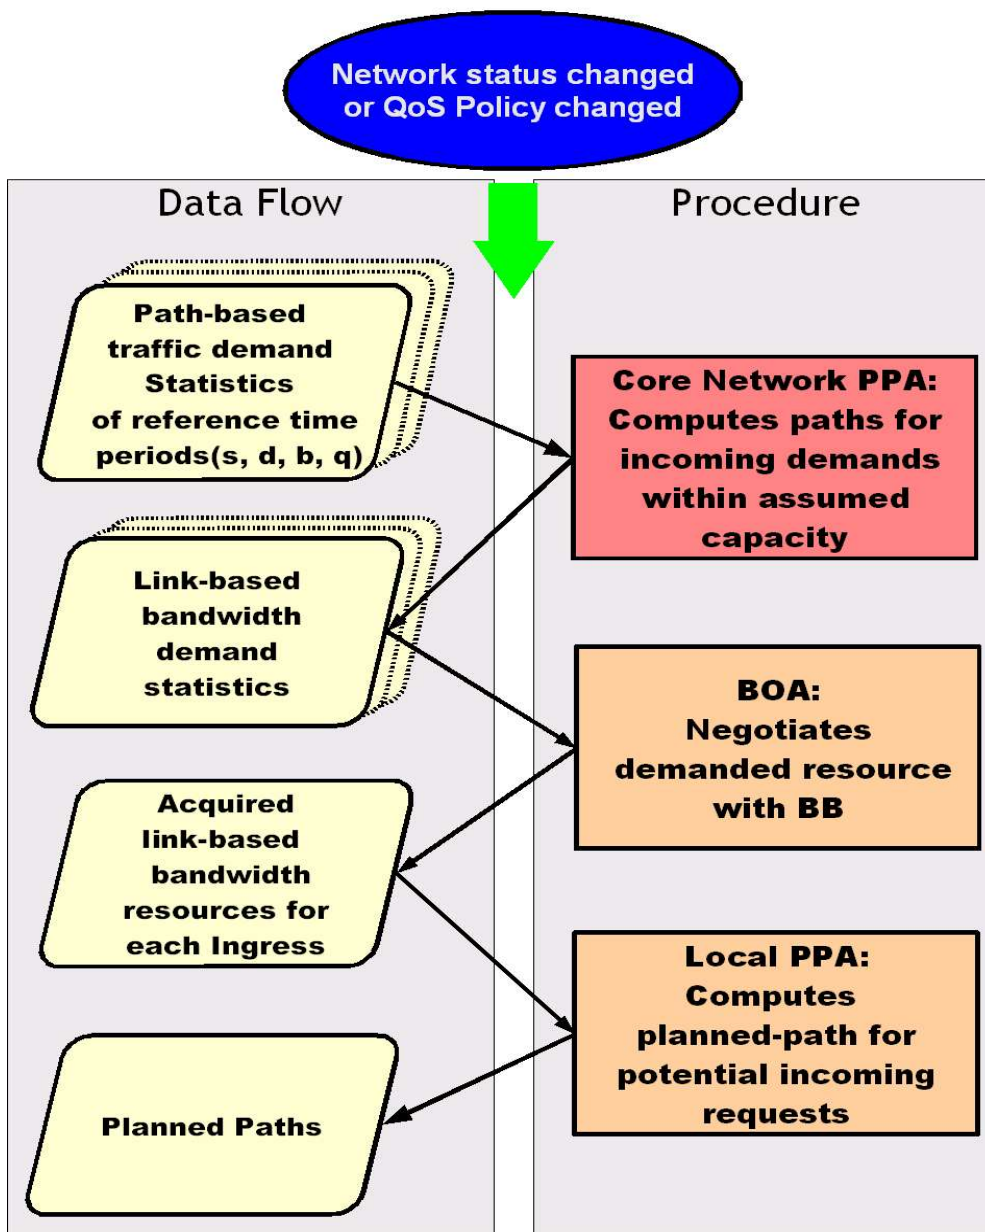 Network status changed
or QoS Policy changed
Data Flow
Procedure
Path-based
traffic demand
Statistics
of reference time
periods(s, d, b, q)
Core Network PPA:
Computes paths for
incoming demands
within assumed
capacity
Link-based
bandwidth
demand
statistics
BOA:
Negotiates
demanded resource
with BB
Acquired
link-based
bandwidth
resources for
each Ingress
Local PPA:
Computes
planned-path for
potential incoming
requests
Planned Paths